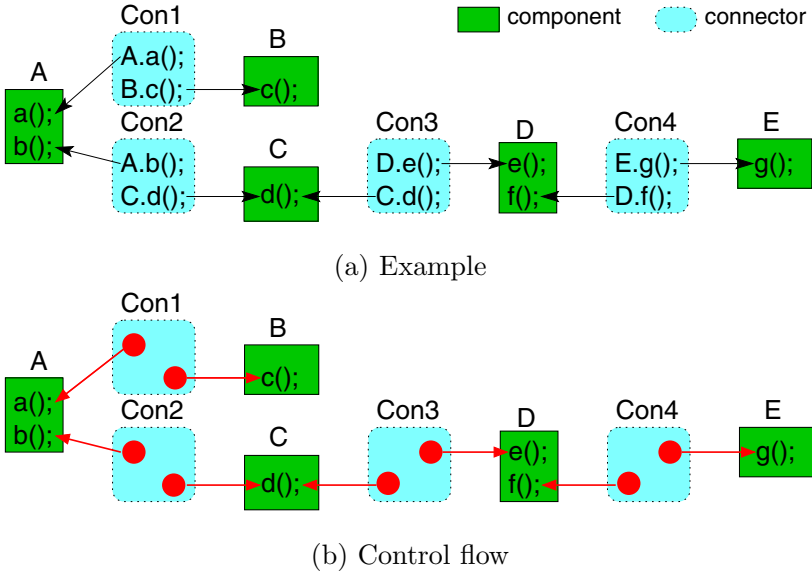 component
connector
Con1
A.a();
B.c();
B
c();
A
a();
b();
Con2
A.b();
C.d();
C
d();
Con3
D.e();
C.d();
D
e();
f();
Con4
E.g();
D.f();
E
g();
(a) Example
Con1
B
c();
A
a();
b();
Con2
C
d();
Con3
D
e();
f();
Con4
E
g();
(b) Control flow